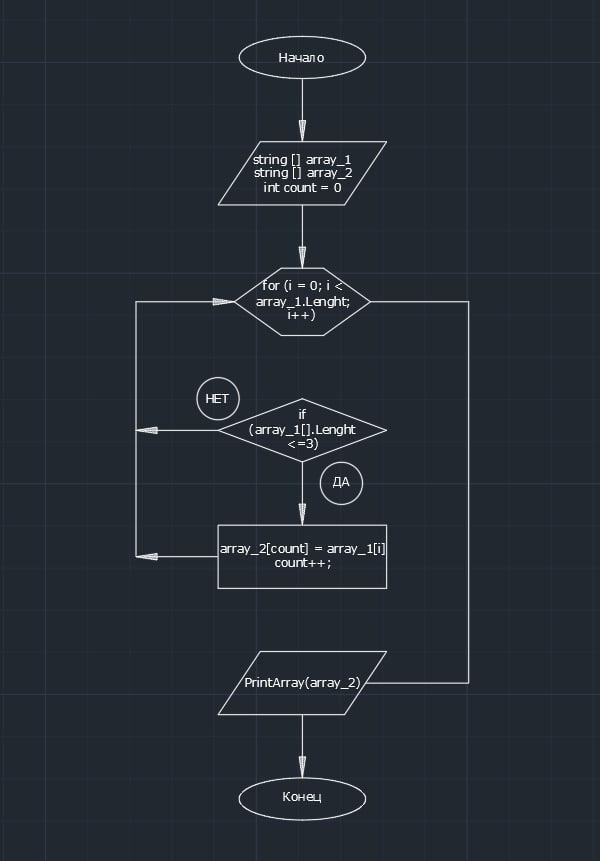 Начало
string [] array_1
string [] array_2
int count = 0
for (i = 0; i <
array_1.Lenght;
i++)
НЕТ
if
(array_1[].Lenght
<=3)
ДА
array_2[count] = array_1[i]
count++;
PrintArray(array_2)
Конец